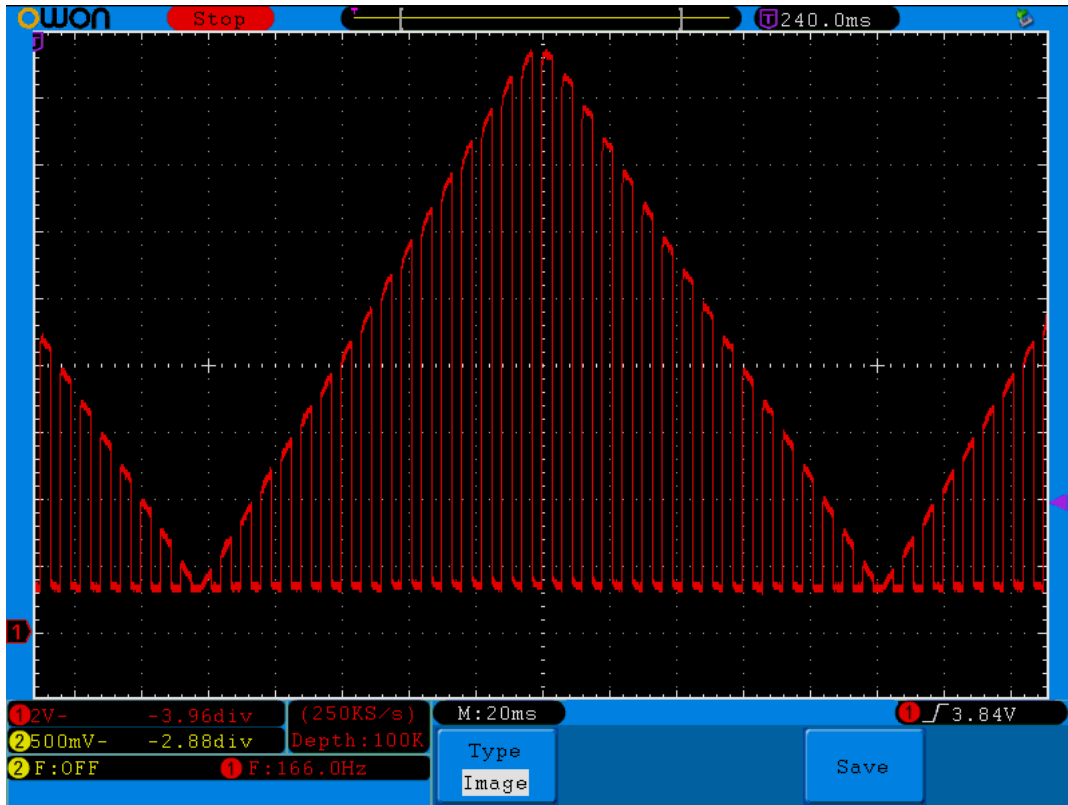 OWON Stop T T 240.0ms
T
1
1 2V- -3.96div (250KS/s) M:20ms 1 3.84V
2 500mV- -2.88div Depth:100K
2 F:OFF 1 F:166.0Hz
Type
Image
Save